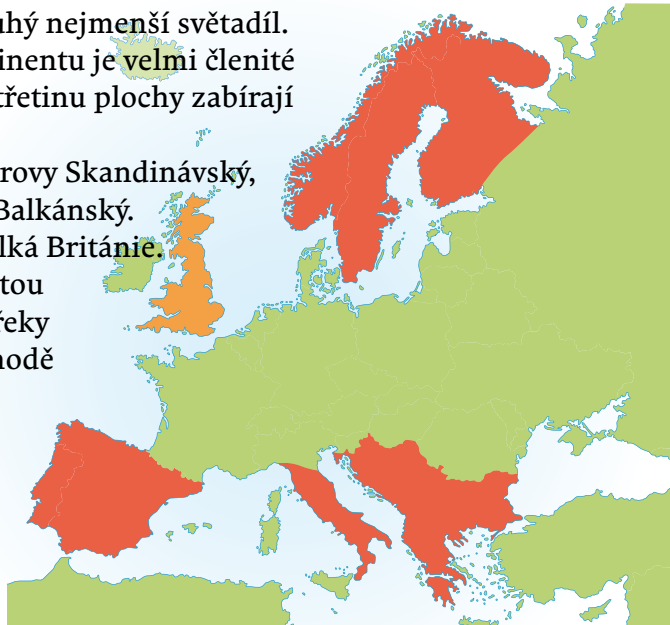 uhý nejmenší světadíl.
inentu je velmi členité
třetinu plochy zabírají
rovy Skandinávský,
Balkánský.
lká Británie.
tou
řeky
hodě